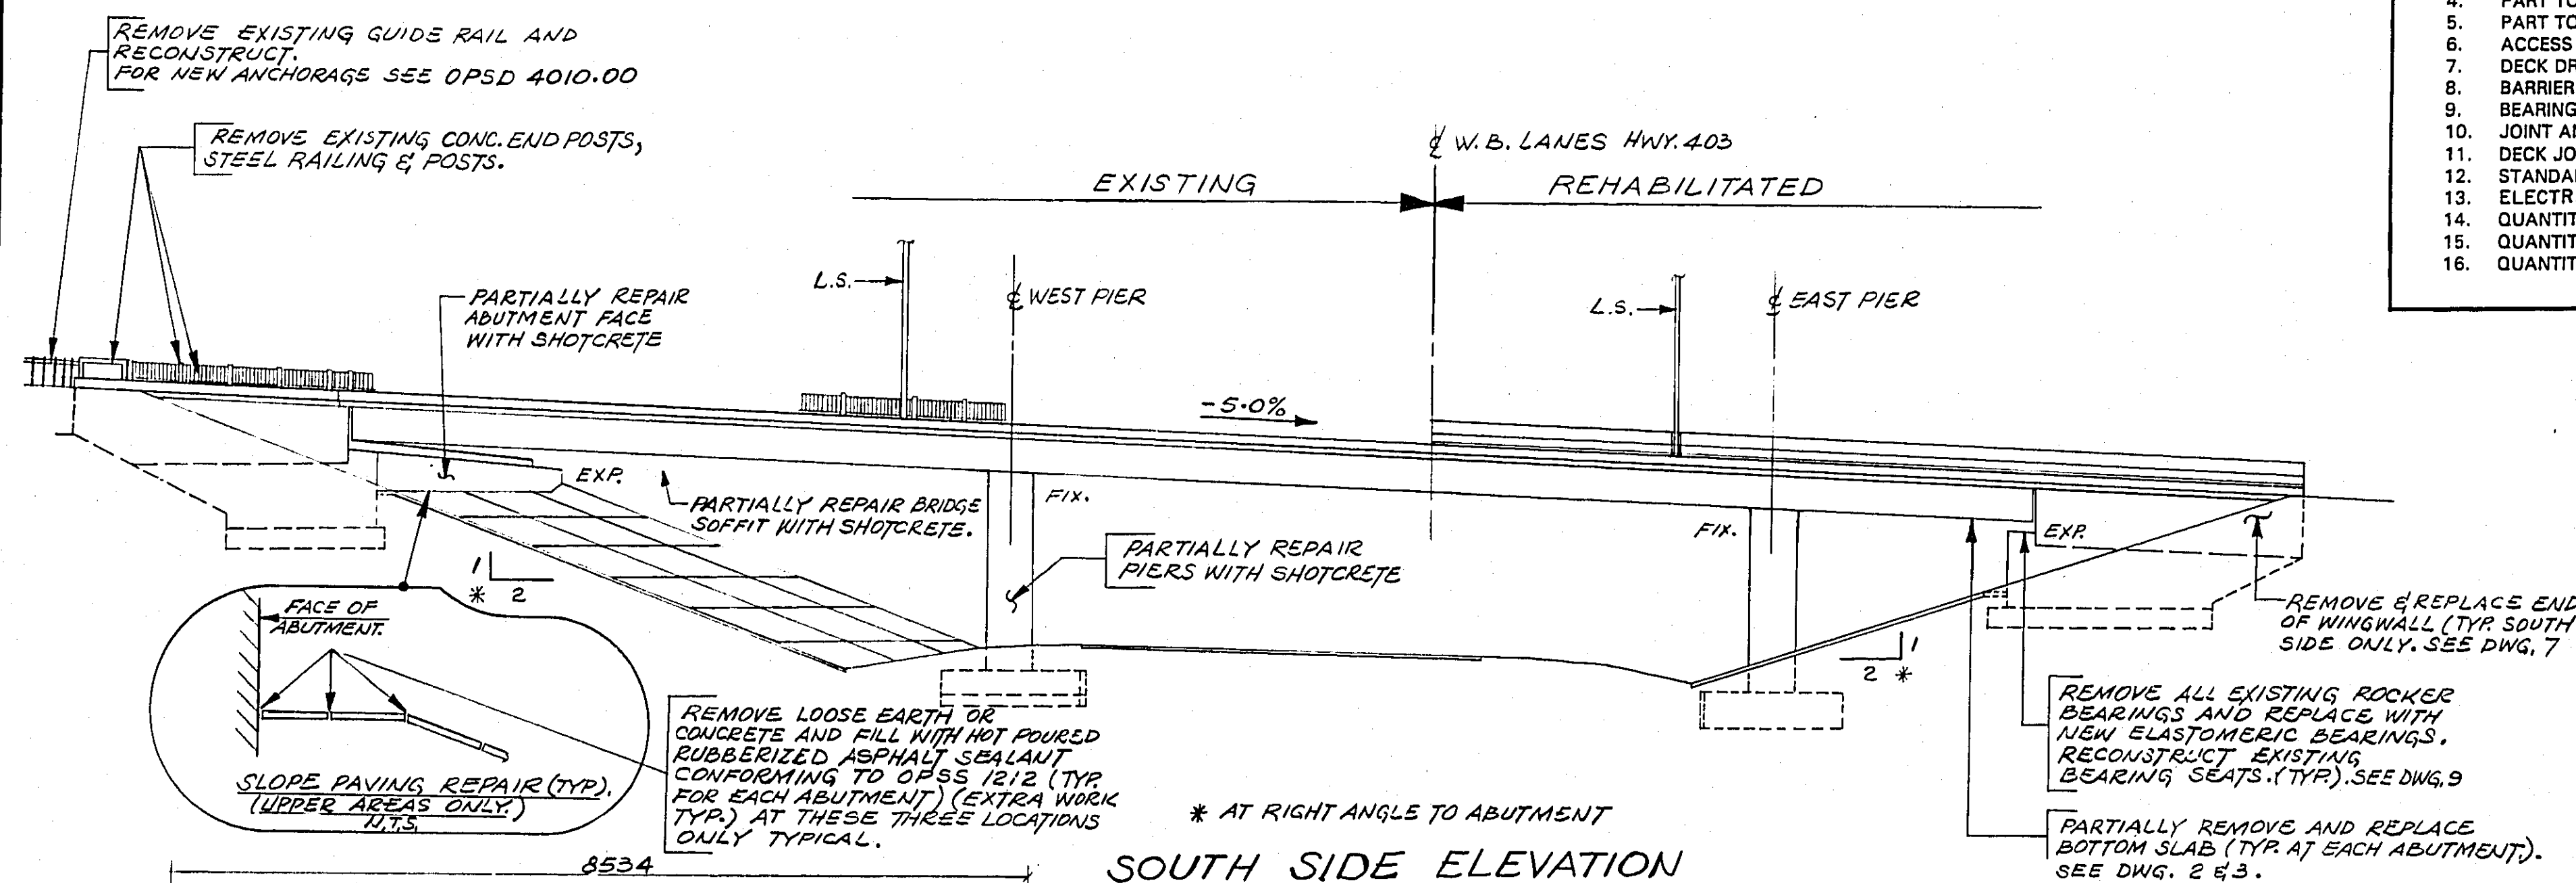 REMOVE EXISTING GUIDE RAIL AND
RECONSTRUCT.
FOR NEW ANCHORAGE SEE OPSD 4010.00
REMOVE EXISTING CONC. END POSTS,
STEEL RAILING & POSTS.
℄ W.B. LANES HWY. 403
EXISTING
REHABILITATED
L.S.
℄ WEST PIER
L.S.
℄ EAST PIER
PARTIALLY REPAIR
ABUTMENT FACE
WITH SHOTCRETE
-5.0%
EXP.
PARTIALLY REPAIR BRIDGE
SOFFIT WITH SHOTCRETE.
FIX.
PARTIALLY REPAIR
PIERS WITH SHOTCRETE
FIX.
EXP.
1
* 2
1
2 *
REMOVE & REPLACE END
OF WINGWALL (TYP. SOUTH
SIDE ONLY. SEE DWG. 7
FACE OF
ABUTMENT.
SLOPE PAVING REPAIR (TYP).
(UPPER AREAS ONLY.)
N.T.S.
REMOVE LOOSE EARTH OR
CONCRETE AND FILL WITH HOT POURED
RUBBERIZED ASPHALT SEALANT
CONFORMING TO OPSS 1212 (TYP.
FOR EACH ABUTMENT) (EXTRA WORK
TYP.) AT THESE THREE LOCATIONS
ONLY TYPICAL.
REMOVE ALL EXISTING ROCKER
BEARINGS AND REPLACE WITH
NEW ELASTOMERIC BEARINGS.
RECONSTRUCT EXISTING
BEARING SEATS. (TYP.). SEE DWG. 9
PARTIALLY REMOVE AND REPLACE
BOTTOM SLAB (TYP. AT EACH ABUTMENT).
SEE DWG. 2 & 3.
* AT RIGHT ANGLE TO ABUTMENT
8534
SOUTH SIDE ELEVATION
4. PART TO
5. PART TO
6. ACCESS
7. DECK DR
8. BARRIER
9. BEARING
10. JOINT A
11. DECK JO
12. STANDA
13. ELECTR
14. QUANTIT
15. QUANTIT
16. QUANTIT